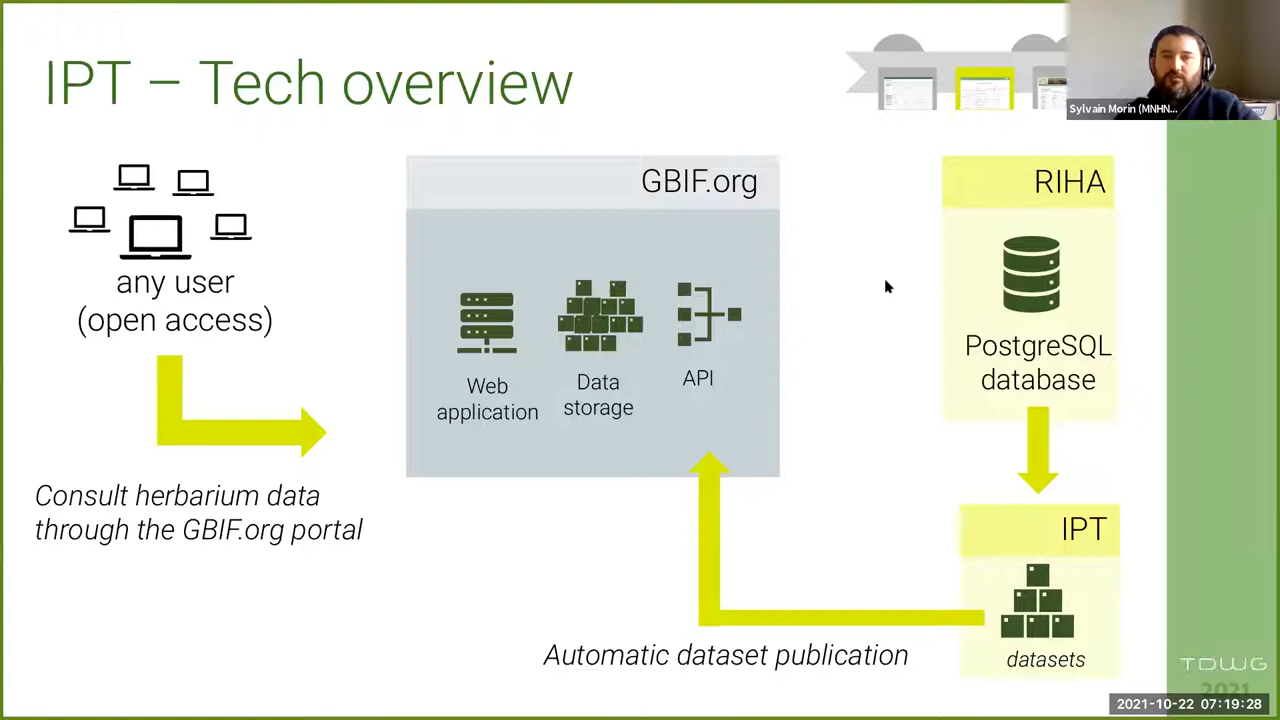 IPT – Tech overview
Sylvain Morin (MNHN...
any user
(open access)
Consult herbarium data
through the GBIF.org portal
GBIF.org
Web
application
Data
storage
API
RIHA
PostgreSQL
database
IPT
datasets
Automatic dataset publication
TDWG
2021
2021-10-22 07:19:28